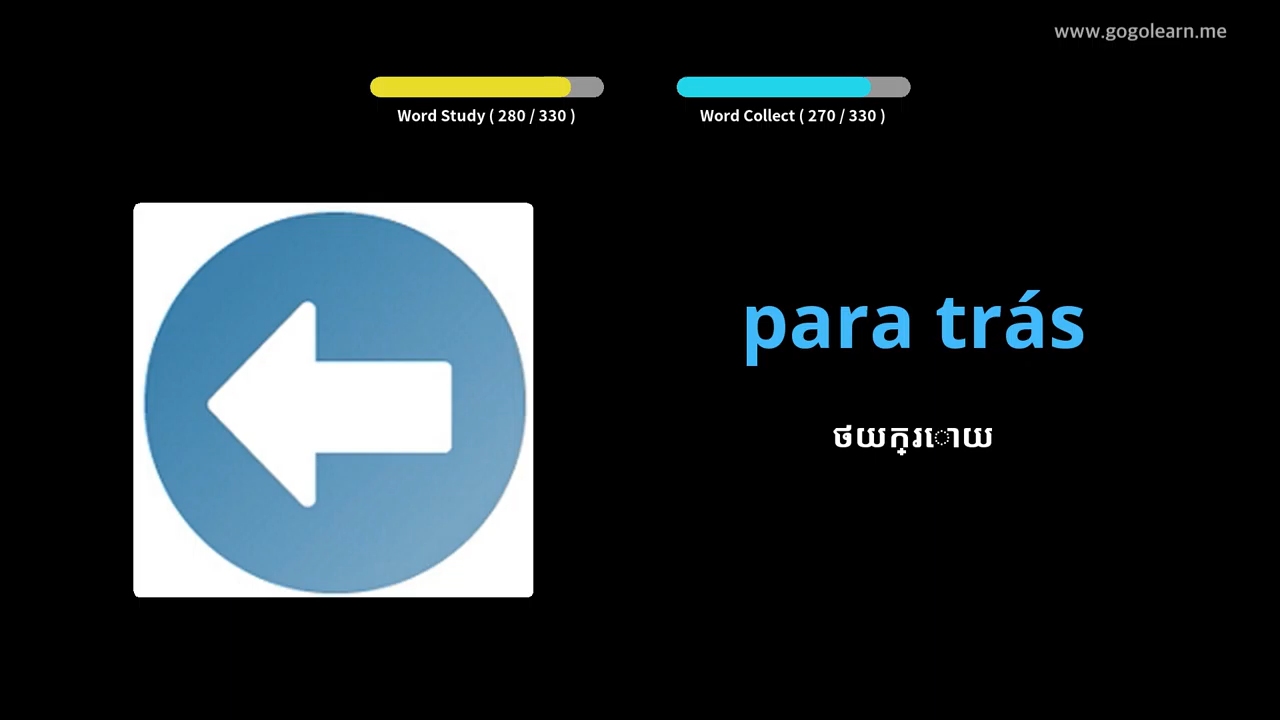 www.gogolearn.me
Word Study ( 280 / 330 )
Word Collect ( 270 / 330 )
para trás
ថយក្រោយ